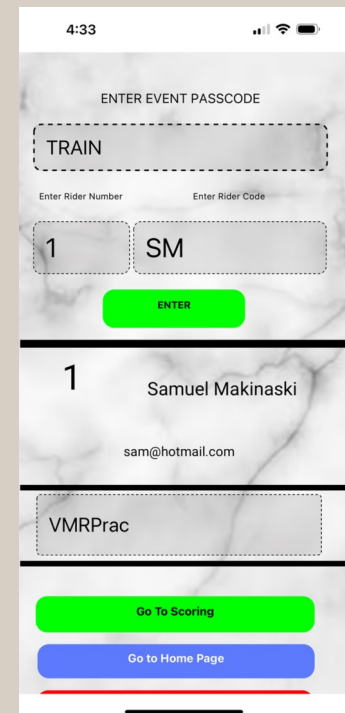 4:33
ENTER EVENT PASSCODE
TRAIN
Enter Rider Number Enter Rider Code
1 SM
ENTER
1 Samuel Makinaski
sam@hotmail.com
VMRPrac
Go To Scoring
Go to Home Page